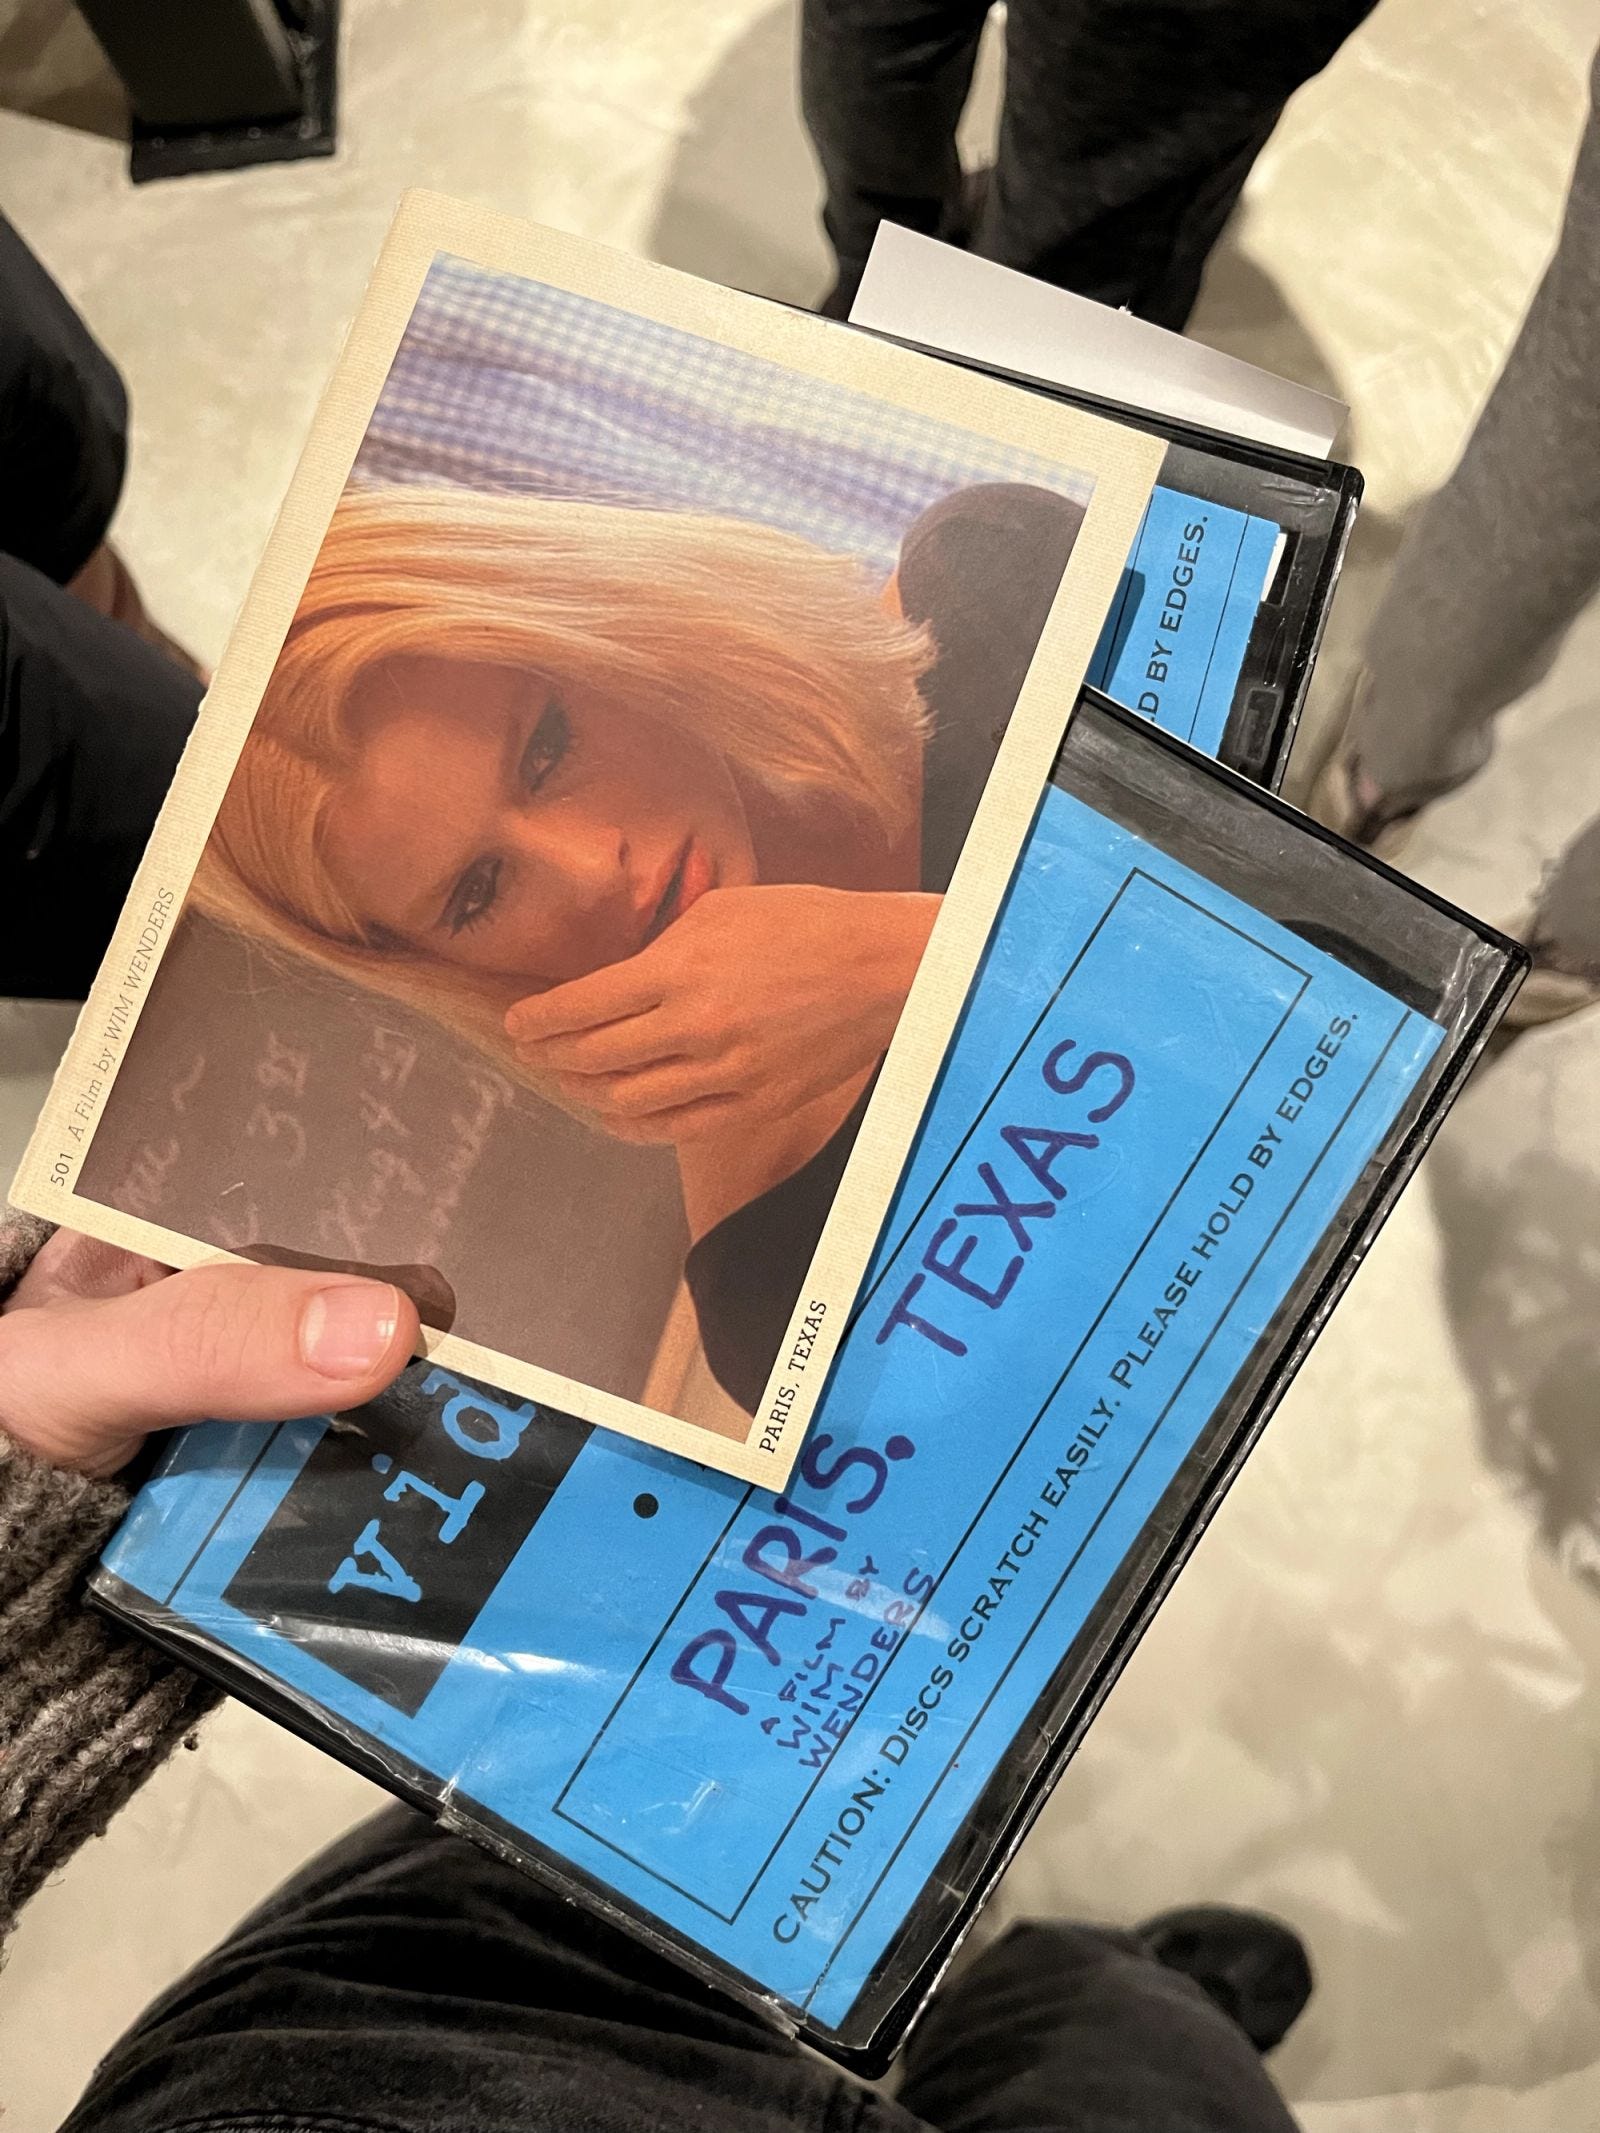 501 A Film by WIM WENDERS
PARIS, TEXAS
LD BY EDGES.
vid
PARIS, TEXAS
A FILM BY
WIM
WENDERS
CAUTION: DISCS SCRATCH EASILY. PLEASE HOLD BY EDGES.